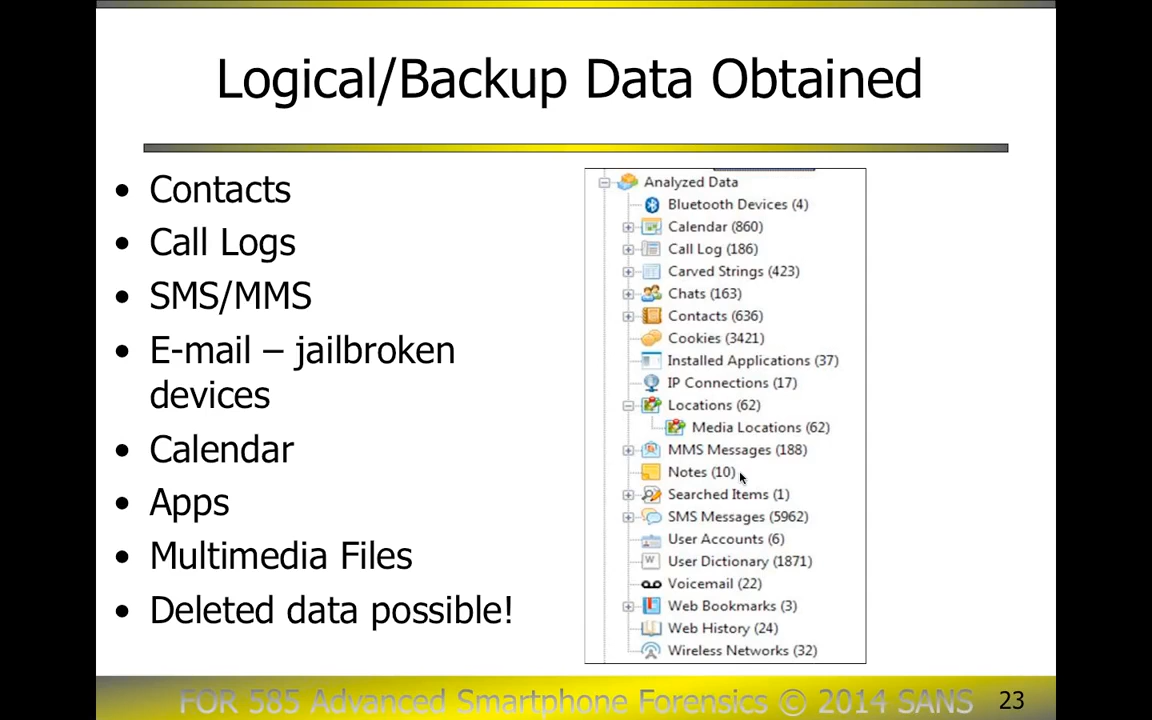 Logical/Backup Data Obtained
• Contacts
• Call Logs
• SMS/MMS
• E-mail – jailbroken
devices
• Calendar
• Apps
• Multimedia Files
• Deleted data possible!
Analyzed Data
Bluetooth Devices (4)
Calendar (860)
Call Log (186)
Carved Strings (423)
Chats (163)
Contacts (636)
Cookies (3421)
Installed Applications (37)
IP Connections (17)
Locations (62)
Media Locations (62)
MMS Messages (188)
Notes (10)
Searched Items (1)
SMS Messages (5962)
User Accounts (6)
User Dictionary (1871)
Voicemail (22)
Web Bookmarks (3)
Web History (24)
Wireless Networks (32)
FOR 585 Advanced Smartphone Forensics © 2014 SANS
23